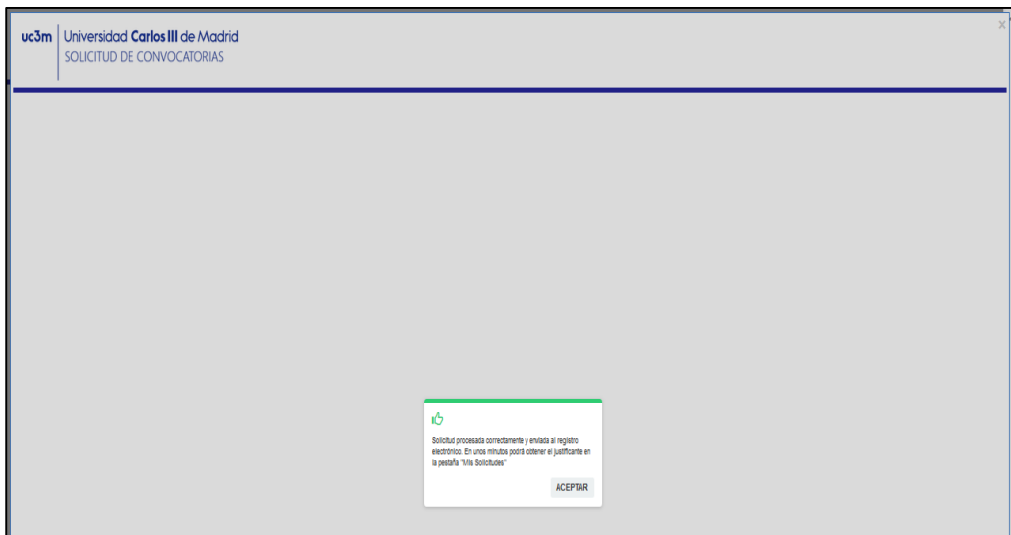 uc3m Universidad Carlos III de Madrid
SOLICITUD DE CONVOCATORIAS
Solicitud procesada correctamente y enviada al registro
electrónico. En unos minutos podrá obtener el justificante en
la pestaña "Mis Solicitudes"
ACEPTAR